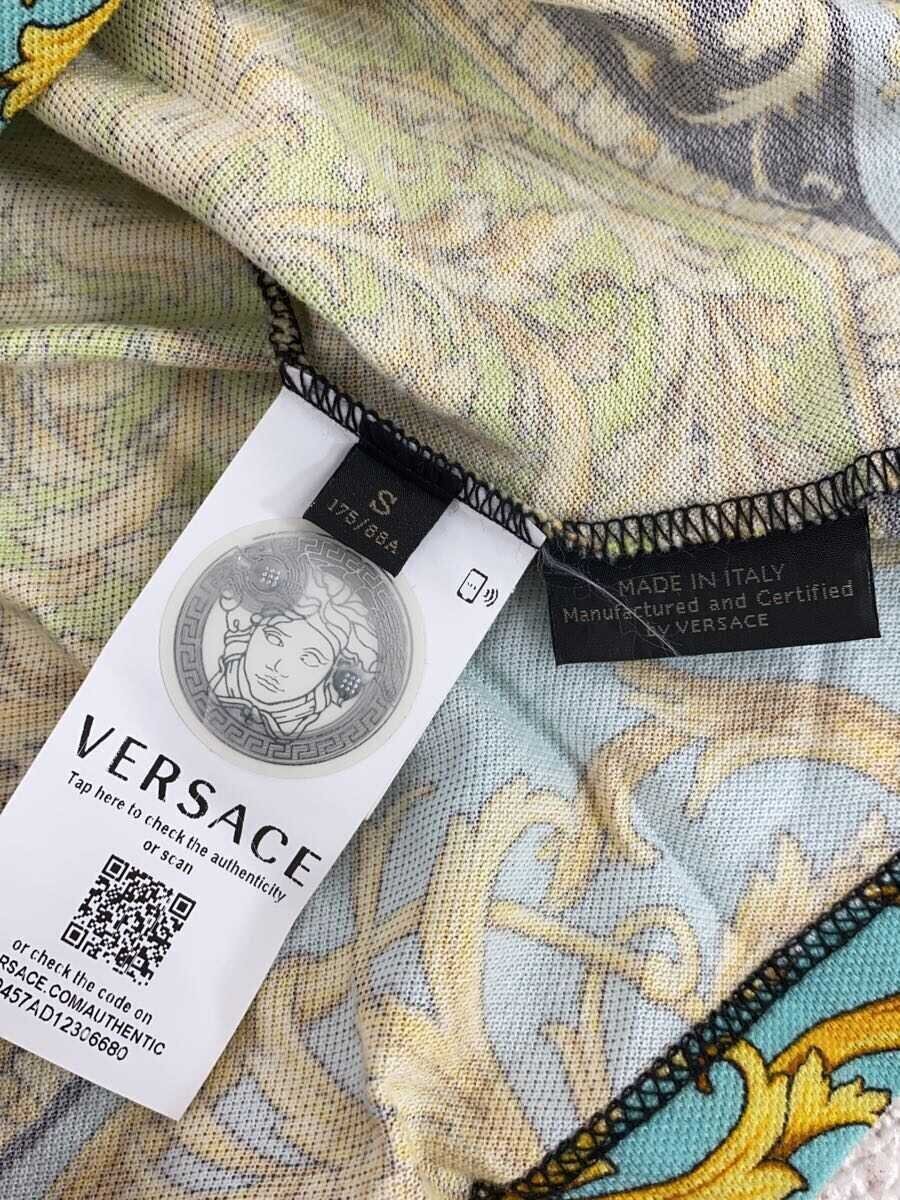 S
175/88A
MADE IN ITALY
Manufactured and Certified
by VERSACE
VERSACE
Tap here to check the authenticity
or scan
or check the code on
RSACE.COM/AUTHENTIC
0457AD12306680